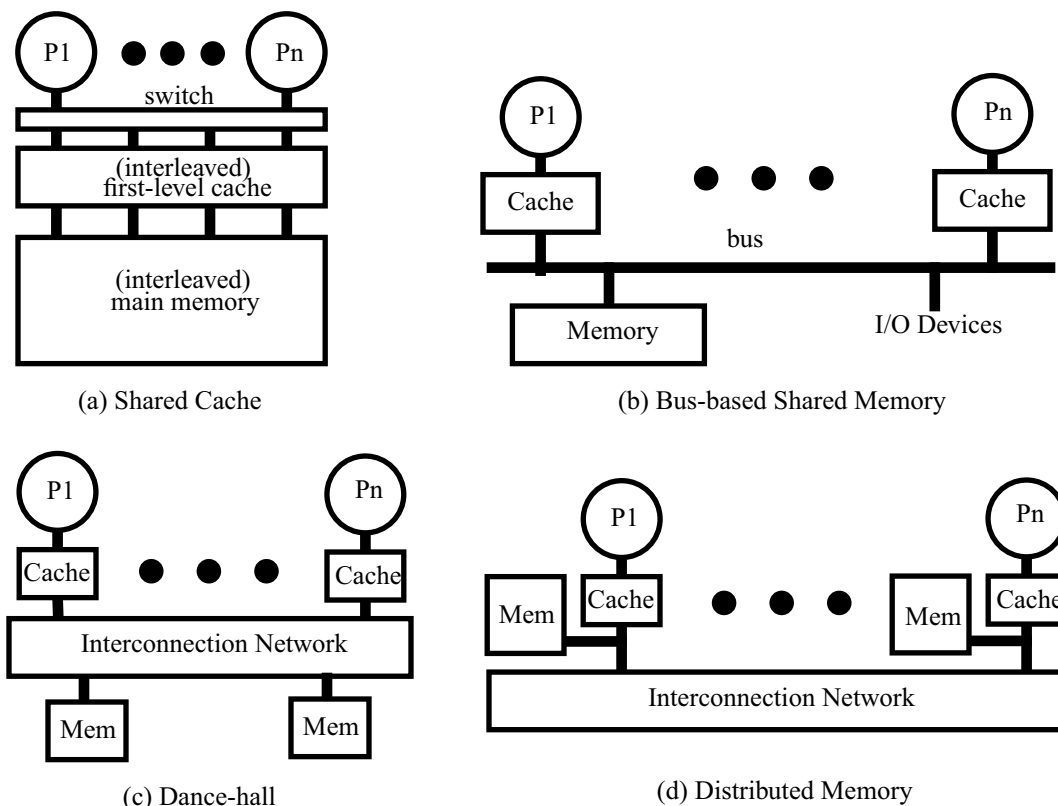 P1
Pn
switch
(interleaved)
first-level cache
(interleaved)
main memory
(a) Shared Cache
P1
Pn
Cache
Cache
bus
Memory
I/O Devices
(b) Bus-based Shared Memory
P1
Pn
Cache
Cache
Interconnection Network
Mem
Mem
(c) Dance-hall
P1
Pn
Mem
Cache
Mem
Cache
Interconnection Network
(d) Distributed Memory